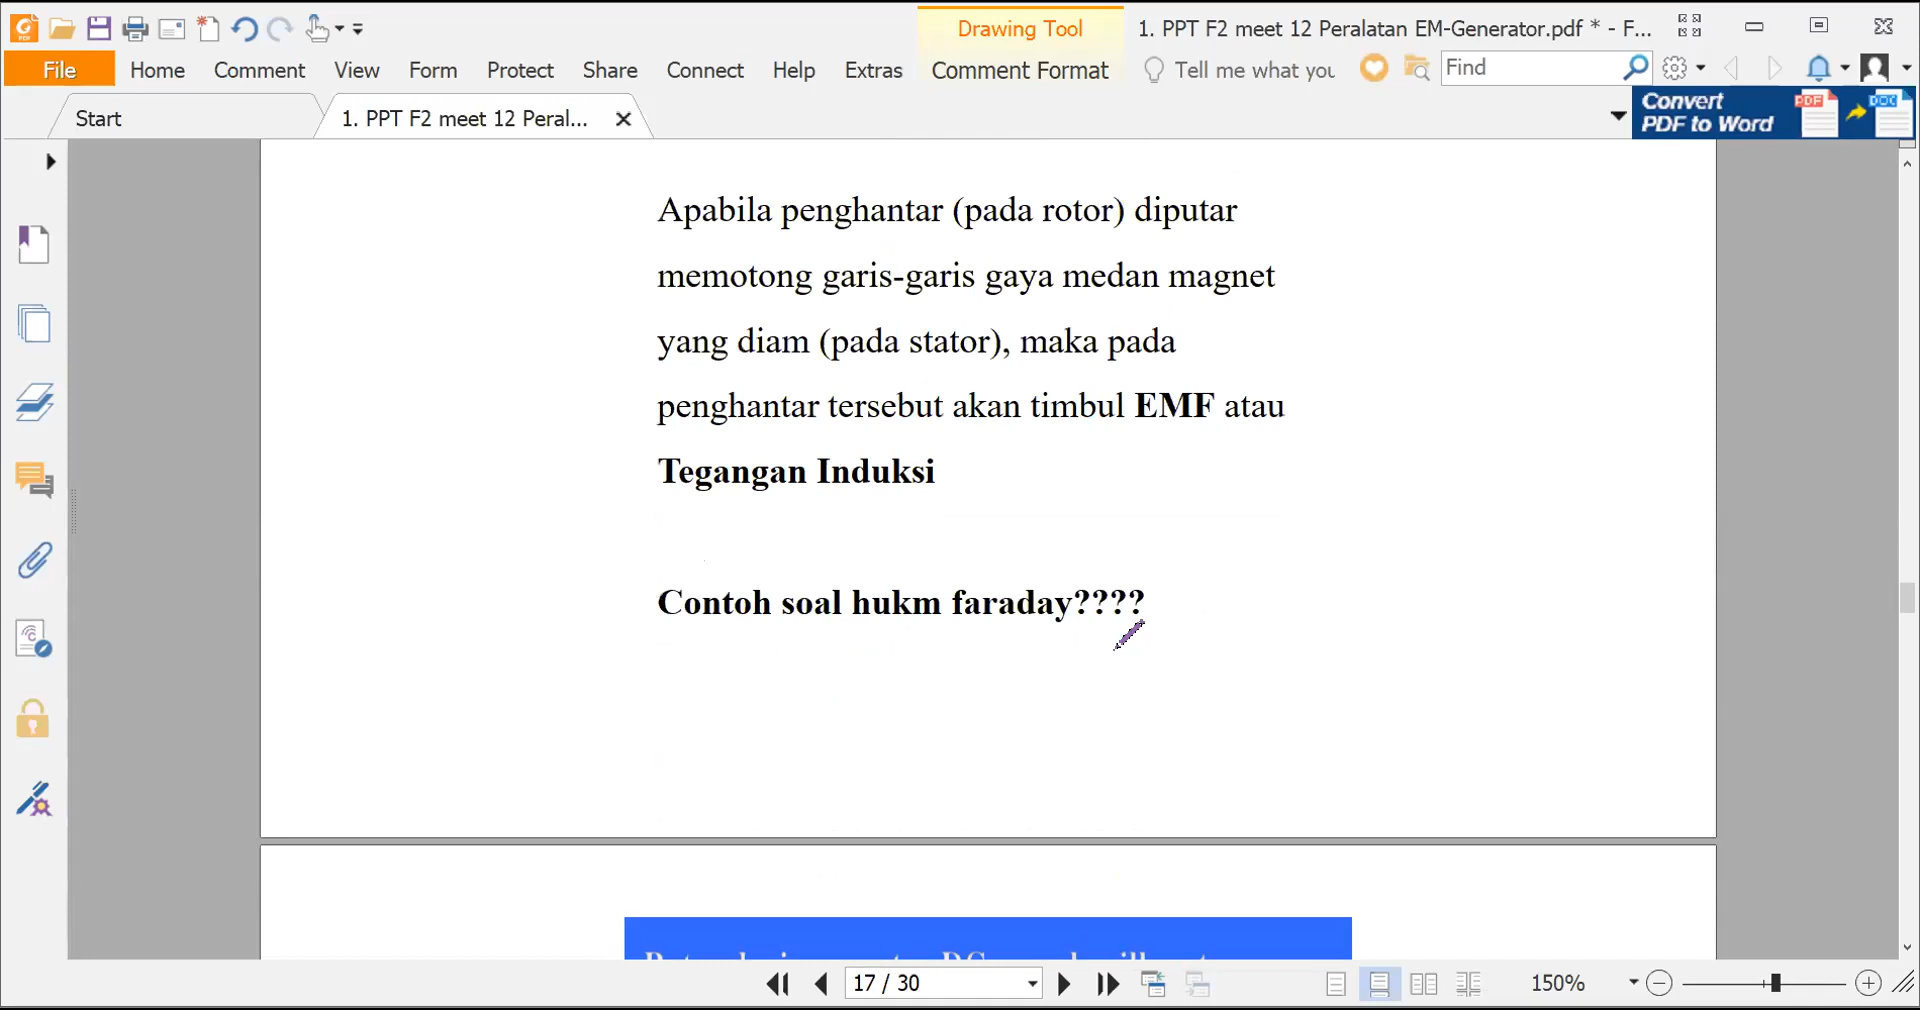 Drawing Tool
1. PPT F2 meet 12 Peralatan EM-Generator.pdf * - F...
File Home Comment View Form Protect Share Connect Help Extras Comment Format Tell me what you Find
Start
1. PPT F2 meet 12 Peral...
Convert
PDF to Word
PDF DOC
Apabila penghantar (pada rotor) diputar
memotong garis-garis gaya medan magnet
yang diam (pada stator), maka pada
penghantar tersebut akan timbul EMF atau
Tegangan Induksi
Contoh soal hukm faraday????
17 / 30
150%